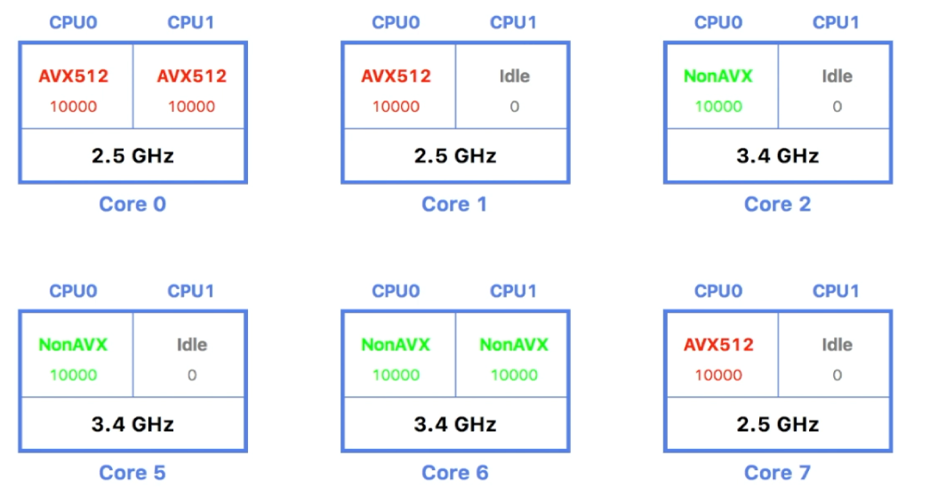 CPU0 CPU1 CPU0 CPU1 CPU0 CPU1
AVX512 AVX512 AVX512 Idle NonAVX Idle
10000 10000 10000 0 10000 0
2.5 GHz 2.5 GHz 3.4 GHz
Core 0 Core 1 Core 2
CPU0 CPU1 CPU0 CPU1 CPU0 CPU1
NonAVX Idle NonAVX NonAVX AVX512 Idle
10000 0 10000 10000 10000 0
3.4 GHz 3.4 GHz 2.5 GHz
Core 5 Core 6 Core 7